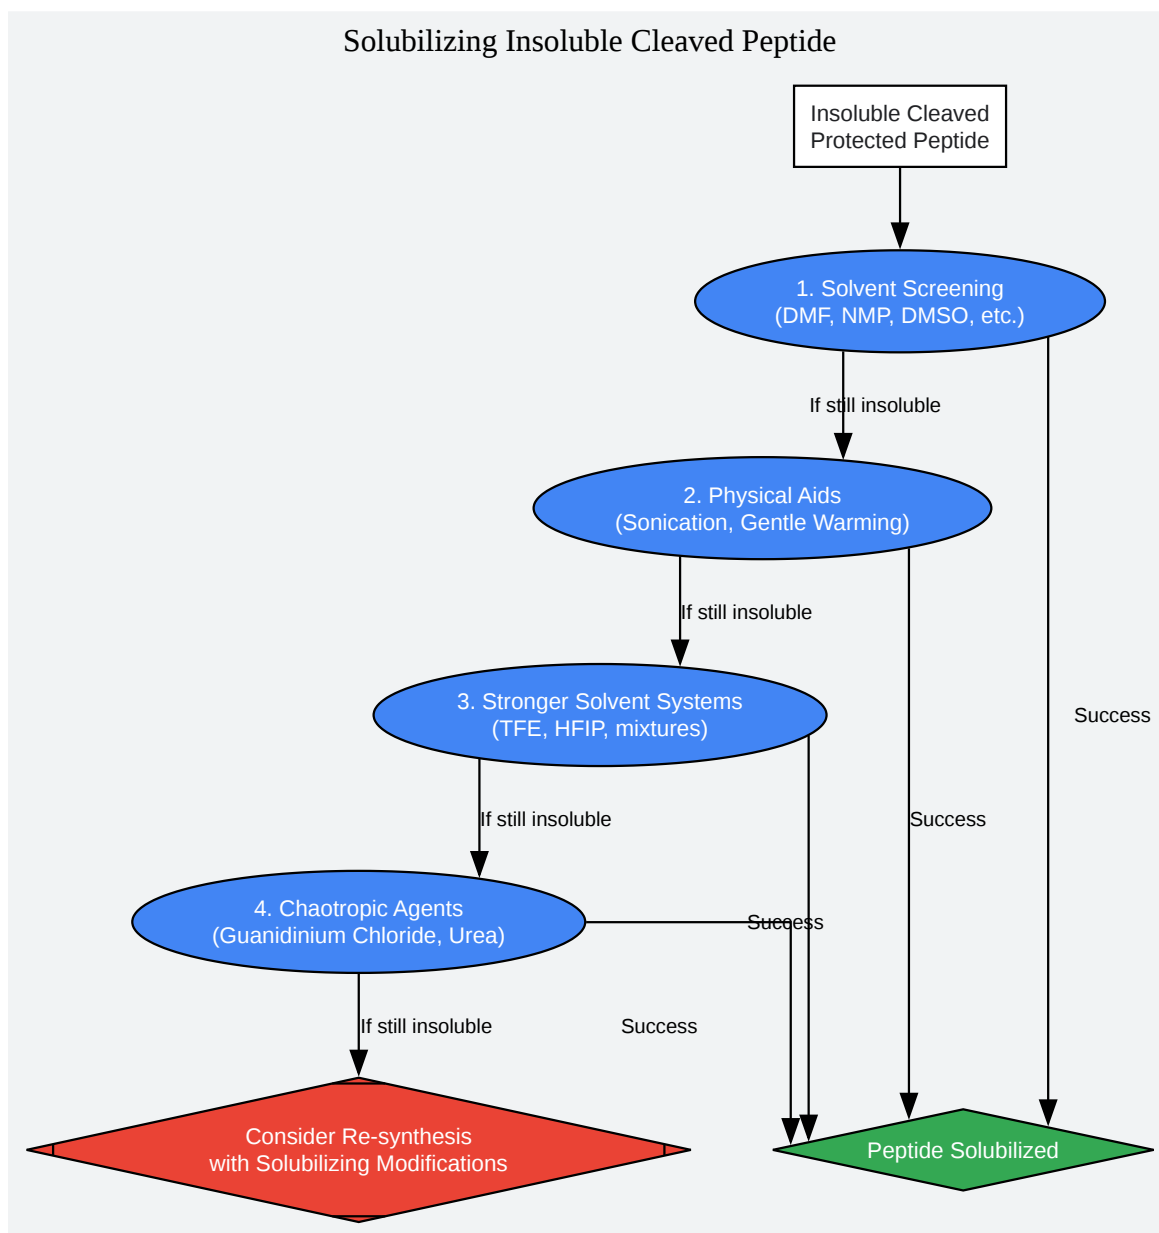 Solubilizing Insoluble Cleaved Peptide
Insoluble Cleaved
Protected Peptide
1. Solvent Screening
(DMF, NMP, DMSO, etc.)
If still insoluble
2. Physical Aids
(Sonication, Gentle Warming)
If still insoluble
3. Stronger Solvent Systems
(TFE, HFIP, mixtures)
Success
If still insoluble
Success
4. Chaotropic Agents
(Guanidinium Chloride, Urea)
Success
If still insoluble
Success
Consider Re-synthesis
with Solubilizing Modifications
Peptide Solubilized